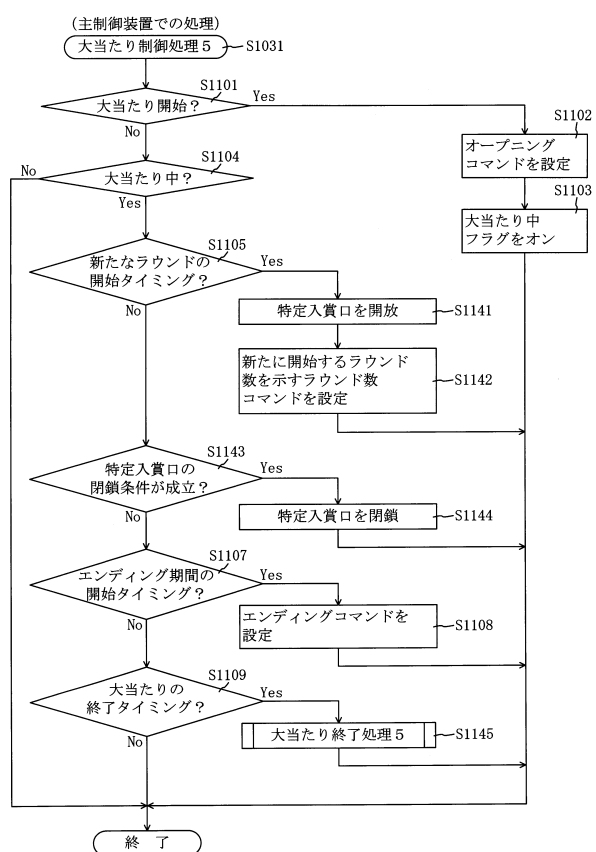 (主制御装置での処理)
大当たり制御処理5
S1031
S1101
大当たり開始?
Yes
No
S1102
オープニング
コマンドを設定
S1104
No
大当たり中?
Yes
S1103
大当たり中
フラグをオン
S1105
新たなラウンドの
開始タイミング?
Yes
No
特定入賞口を開放
S1141
新たに開始するラウンド
数を示すラウンド数
コマンドを設定
S1142
S1143
特定入賞口の
閉鎖条件が成立?
Yes
No
特定入賞口を閉鎖
S1144
S1107
エンディング期間の
開始タイミング?
Yes
No
エンディングコマンドを
設定
S1108
S1109
大当たりの
終了タイミング?
Yes
No
大当たり終了処理5
S1145
終 了